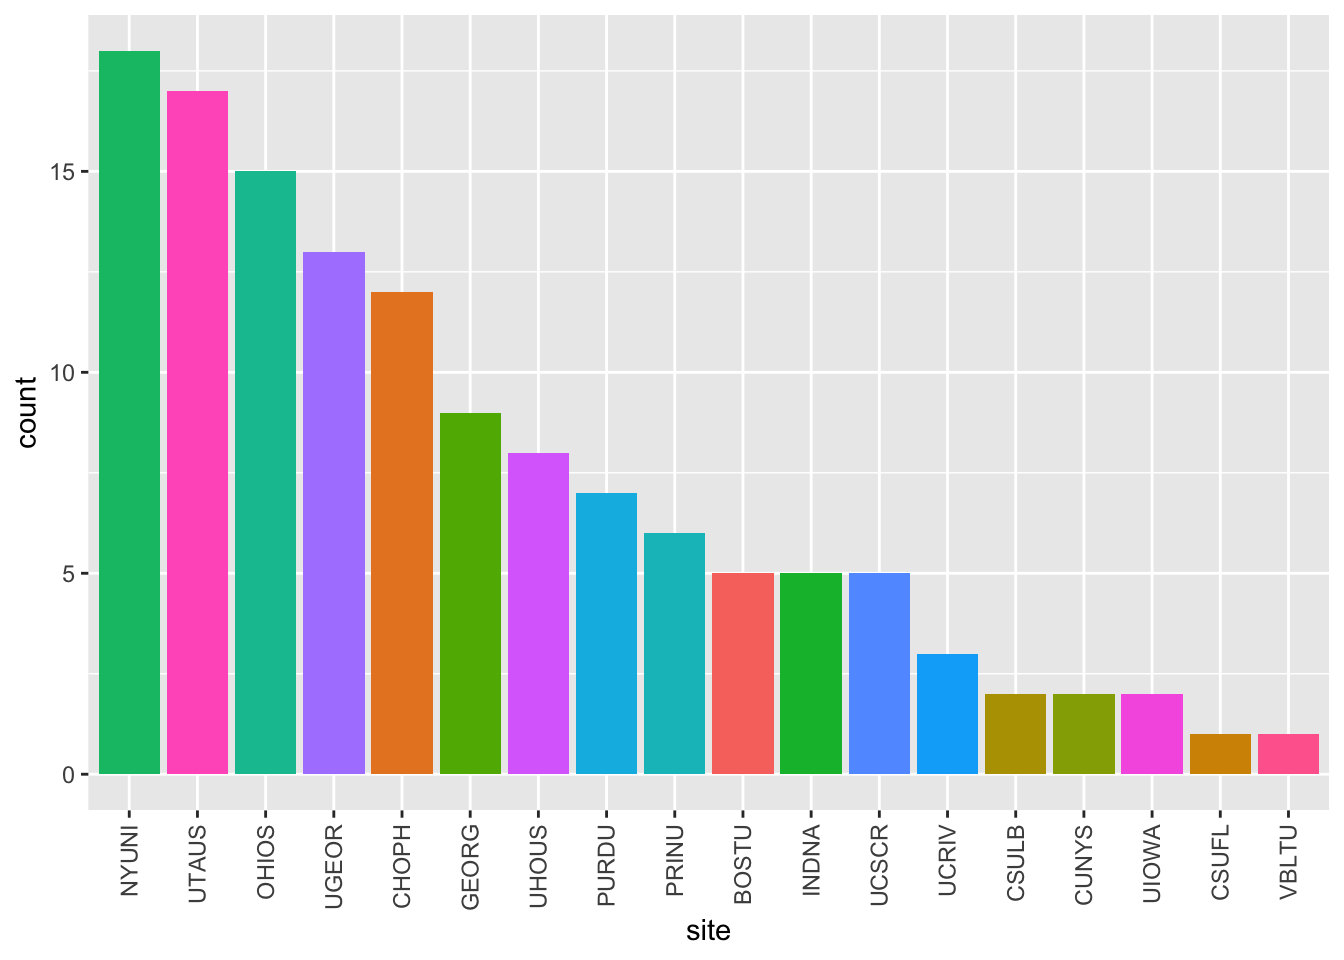 count
15
10
5
0
NYUNI
UTAUS
OHIOS
UGEOR
CHOPH
GEORG
UHOUS
PURDU
PRINU
BOSTU
INDNA
UCSCR
UCRIV
CSULB
CUNYS
UIOWA
CSUFL
VBLTU
site